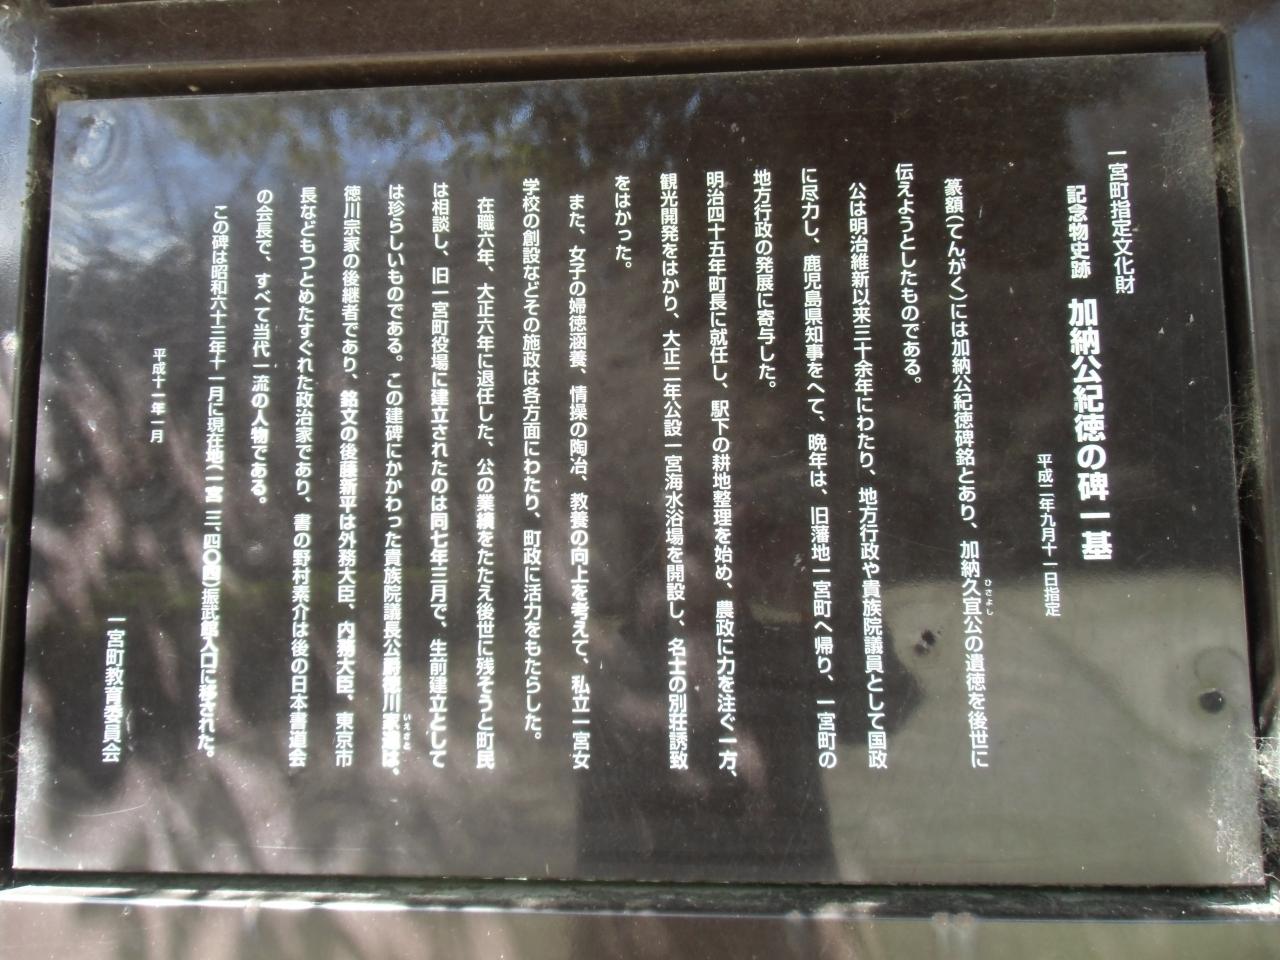 一宮町指定文化財
記念物史跡 加納公紀徳の碑一基
平成二年九月十一日指定
篆額（てんがく）には加納公紀徳碑銘とあり、加納久宜公の遺徳を後世に
ひさよし
伝えようとしたものである。
公は明治維新以来三十余年にわたり、地方行政や貴族院議員として国政
に尽力し、鹿児島県知事をへて、晩年は、旧藩地一宮町へ帰り、一宮町の
地方行政の発展に寄与した。
明治四十五年町長に就任し、駅下の耕地整理を始め、農政に力を注ぐ一方、
観光開発をはかり、大正二年公設一宮海水浴場を開設し、名士の別荘誘致
をはかった。
また、女子の婦徳涵養、情操の陶冶、教養の向上を考えて、私立一宮女
学校の創設などその施政は各方面にわたり、町政に活力をもたらした。
在職六年、大正六年に退任した、公の業績をたたえ後世に残そうと町民
は相談し、旧一宮町役場に建立されたのは同七年三月で、生前建立として
は珍らしいものである。この建碑にかかわった貴族院議長公爵徳川家達は、
いえさと
徳川宗家の後継者であり、銘文の後藤新平は外務大臣、内務大臣、東京市
長などもつとめたすぐれた政治家であり、書の野村素介は後の日本書道会
の会長で、すべて当代一流の人物である。
この碑は昭和六十三年十一月に現在地（一宮 三、四〇四）振武館入口に移された。
平成十一年一月
一宮町教育委員会